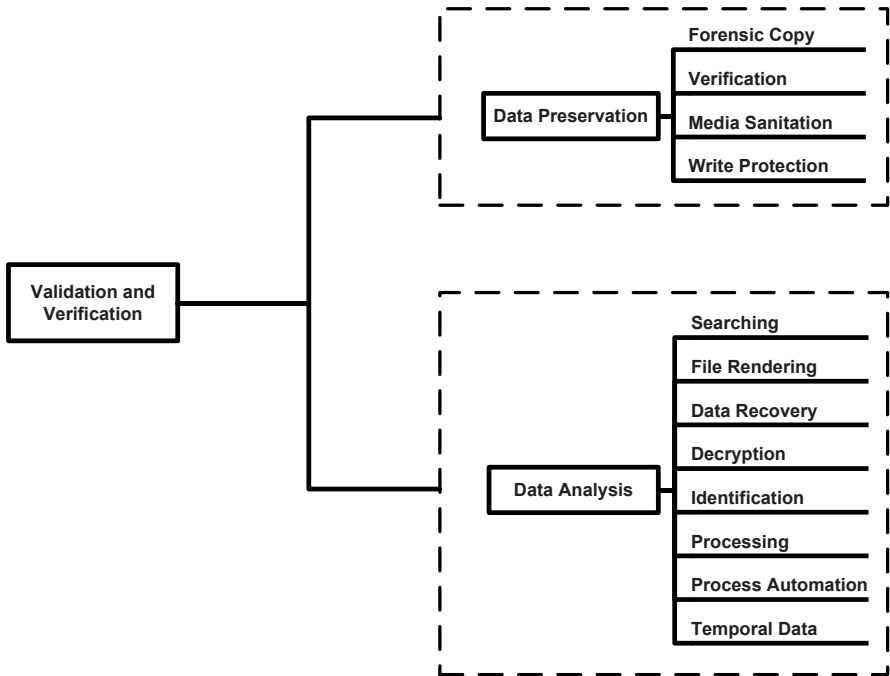 Validation and
Verification
Data Preservation
Forensic Copy
Verification
Media Sanitation
Write Protection
Data Analysis
Searching
File Rendering
Data Recovery
Decryption
Identification
Processing
Process Automation
Temporal Data